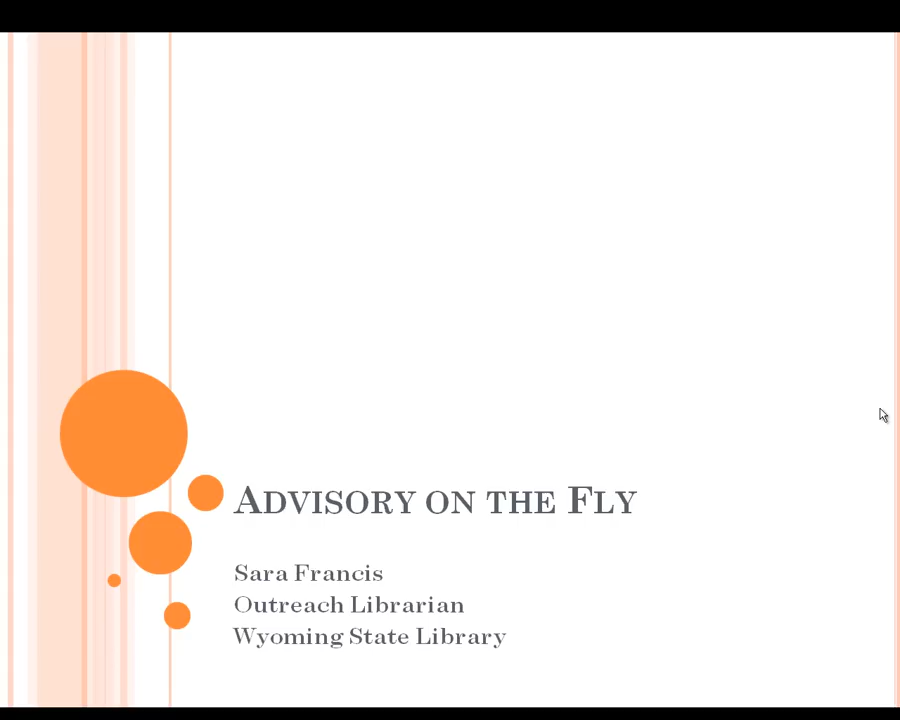 Advisory on the Fly
Sara Francis
Outreach Librarian
Wyoming State Library